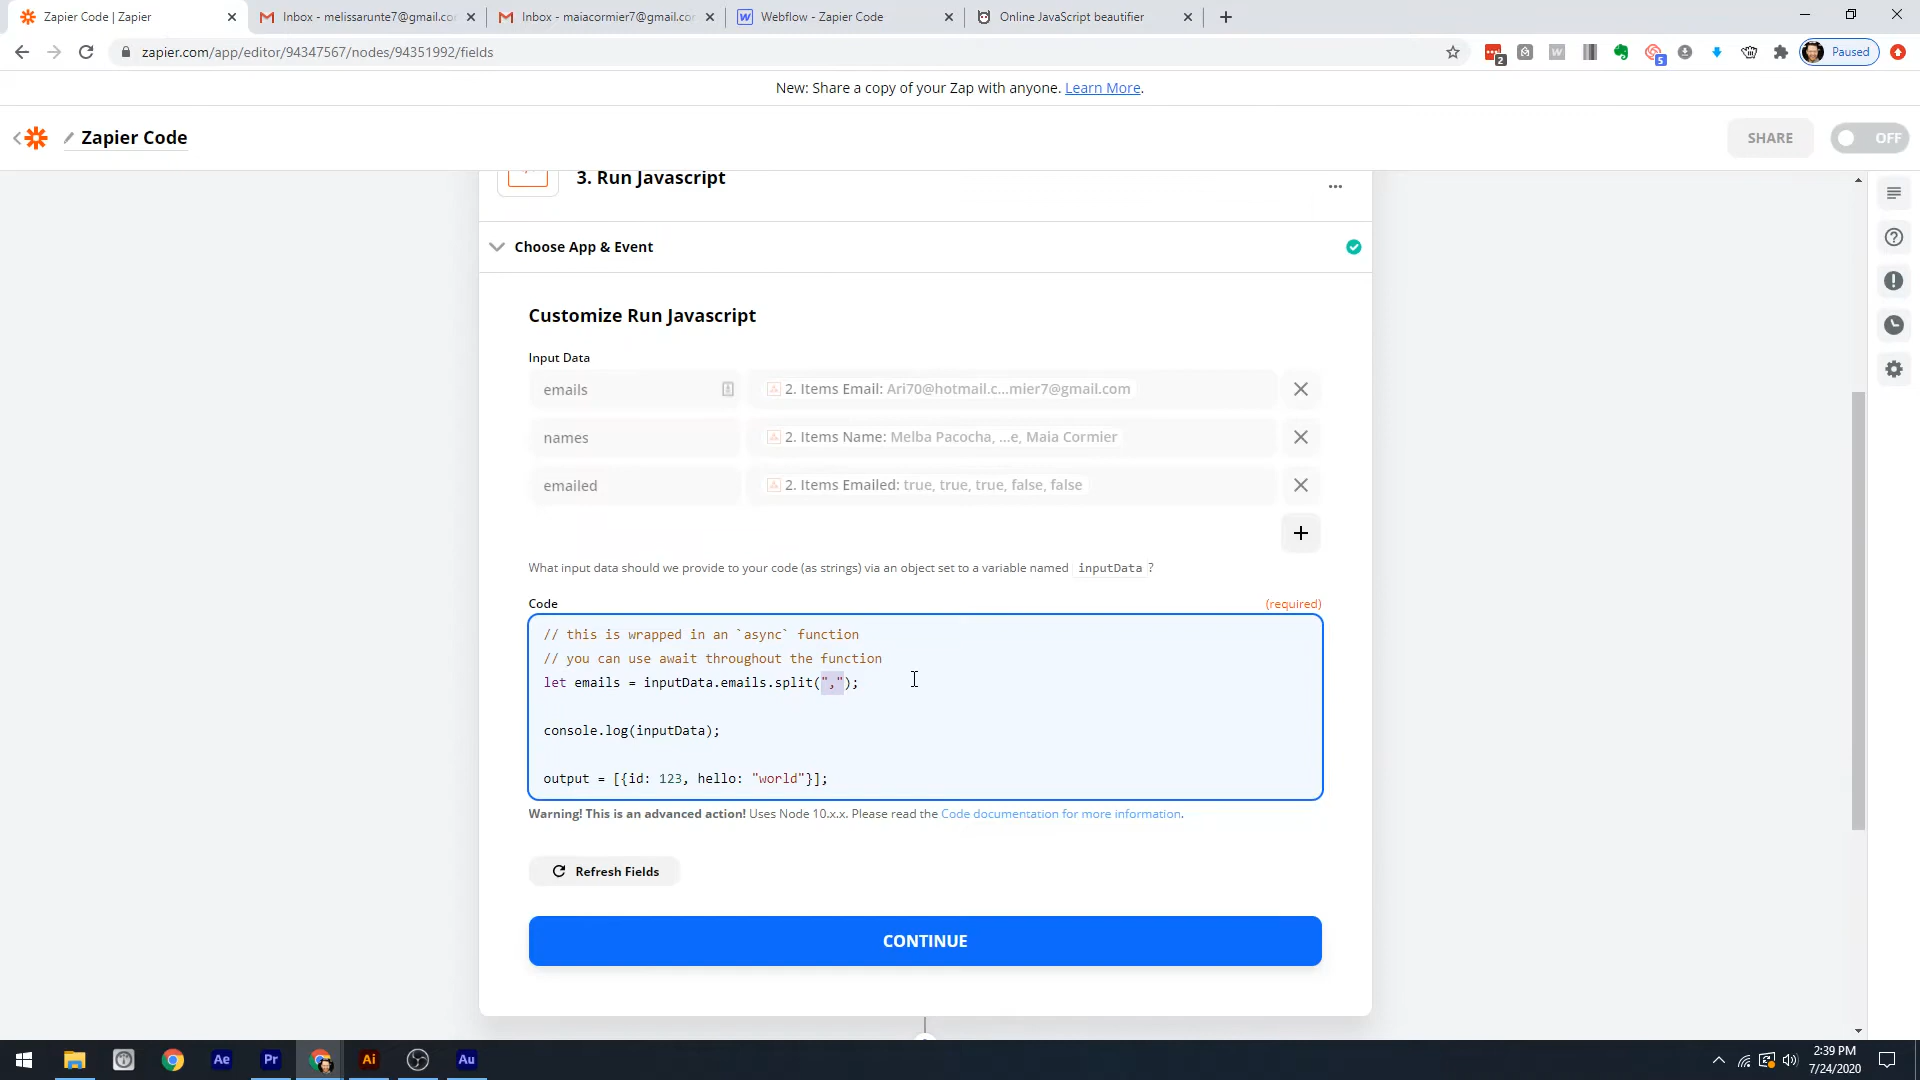 Zapier Code | Zapier
Inbox - melissarunte7@gmail.co
Inbox - maiacormier7@gmail.co
Webflow - Zapier Code
Online JavaScript beautifier
zapier.com/app/editor/94347567/nodes/94351992/fields
2
5
Paused
New: Share a copy of your Zap with anyone. Learn More.
Zapier Code
SHARE
OFF
3. Run Javascript
Choose App & Event
Customize Run Javascript
Input Data
emails
2. Items Email: Ari70@hotmail.c...mier7@gmail.com
names
2. Items Name: Melba Pacocha, ...e, Maia Cormier
emailed
2. Items Emailed: true, true, true, false, false
What input data should we provide to your code (as strings) via an object set to a variable named inputData ?
Code
(required)
// this is wrapped in an `async` function
// you can use await throughout the function
let emails = inputData.emails.split(",");
console.log(inputData);
output = [{id: 123, hello: "world"}];
Warning! This is an advanced action! Uses Node 10.x.x. Please read the Code documentation for more information.
Refresh Fields
CONTINUE
Ae
Pr
Ai
Au
2:39 PM
7/24/2020